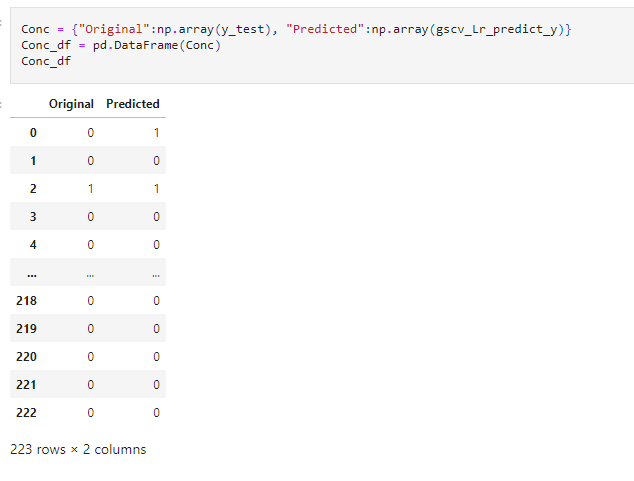 Conc = {"Original":np.array(y_test), "Predicted":np.array(gscv_Lr_predict_y)}
Conc_df = pd.DataFrame(Conc)
Conc_df
Original Predicted
0 0 1
1 0 0
2 1 1
3 0 0
4 0 0
... ... ...
218 0 0
219 0 0
220 0 0
221 0 0
222 0 0
223 rows × 2 columns